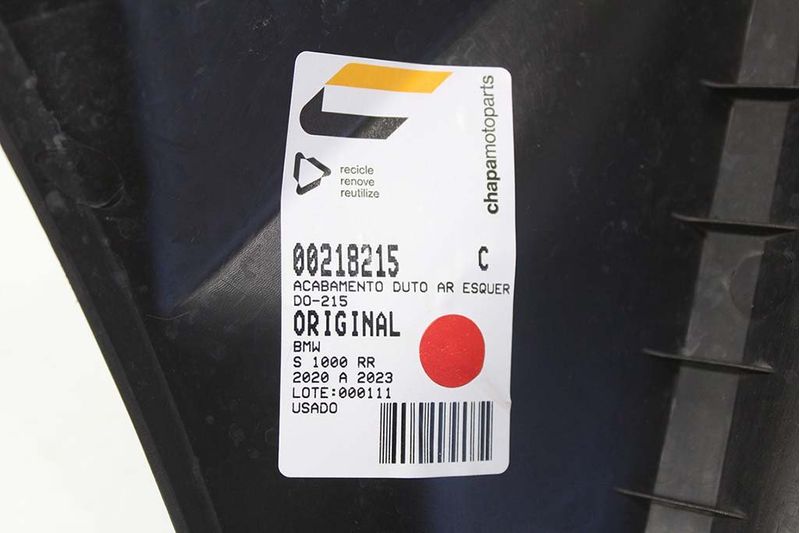 chapamotoparts
recicle
renove
reutilize
00218215 C
ACABAMENTO DUTO AR ESQUER
DO-215
ORIGINAL
BMW
S 1000 RR
2020 A 2023
LOTE:000111
USADO